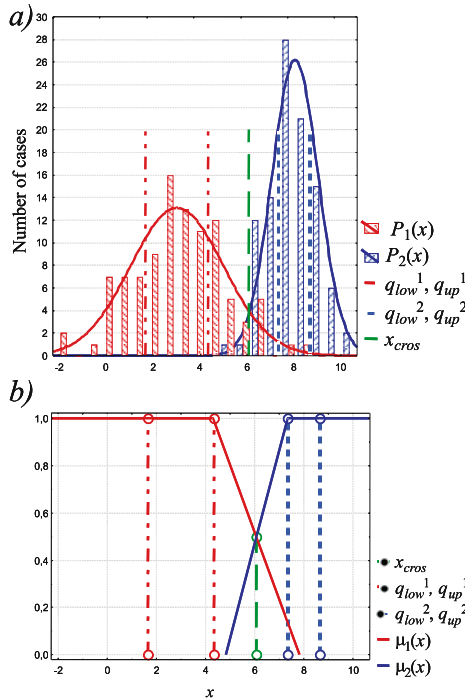 a)
30
28
26
24
22
20
18
16
14
12
10
8
6
4
2
0
Number of cases
-2 0 2 4 6 8 10
P1(x)
P2(x)
qlow1, qup1
qlow2, qup2
xcros
b)
1,0
0,8
0,6
0,4
0,2
0,0
-2 0 2 4 6 8 10
x
xcros
qlow1, qup1
qlow2, qup2
μ1(x)
μ2(x)